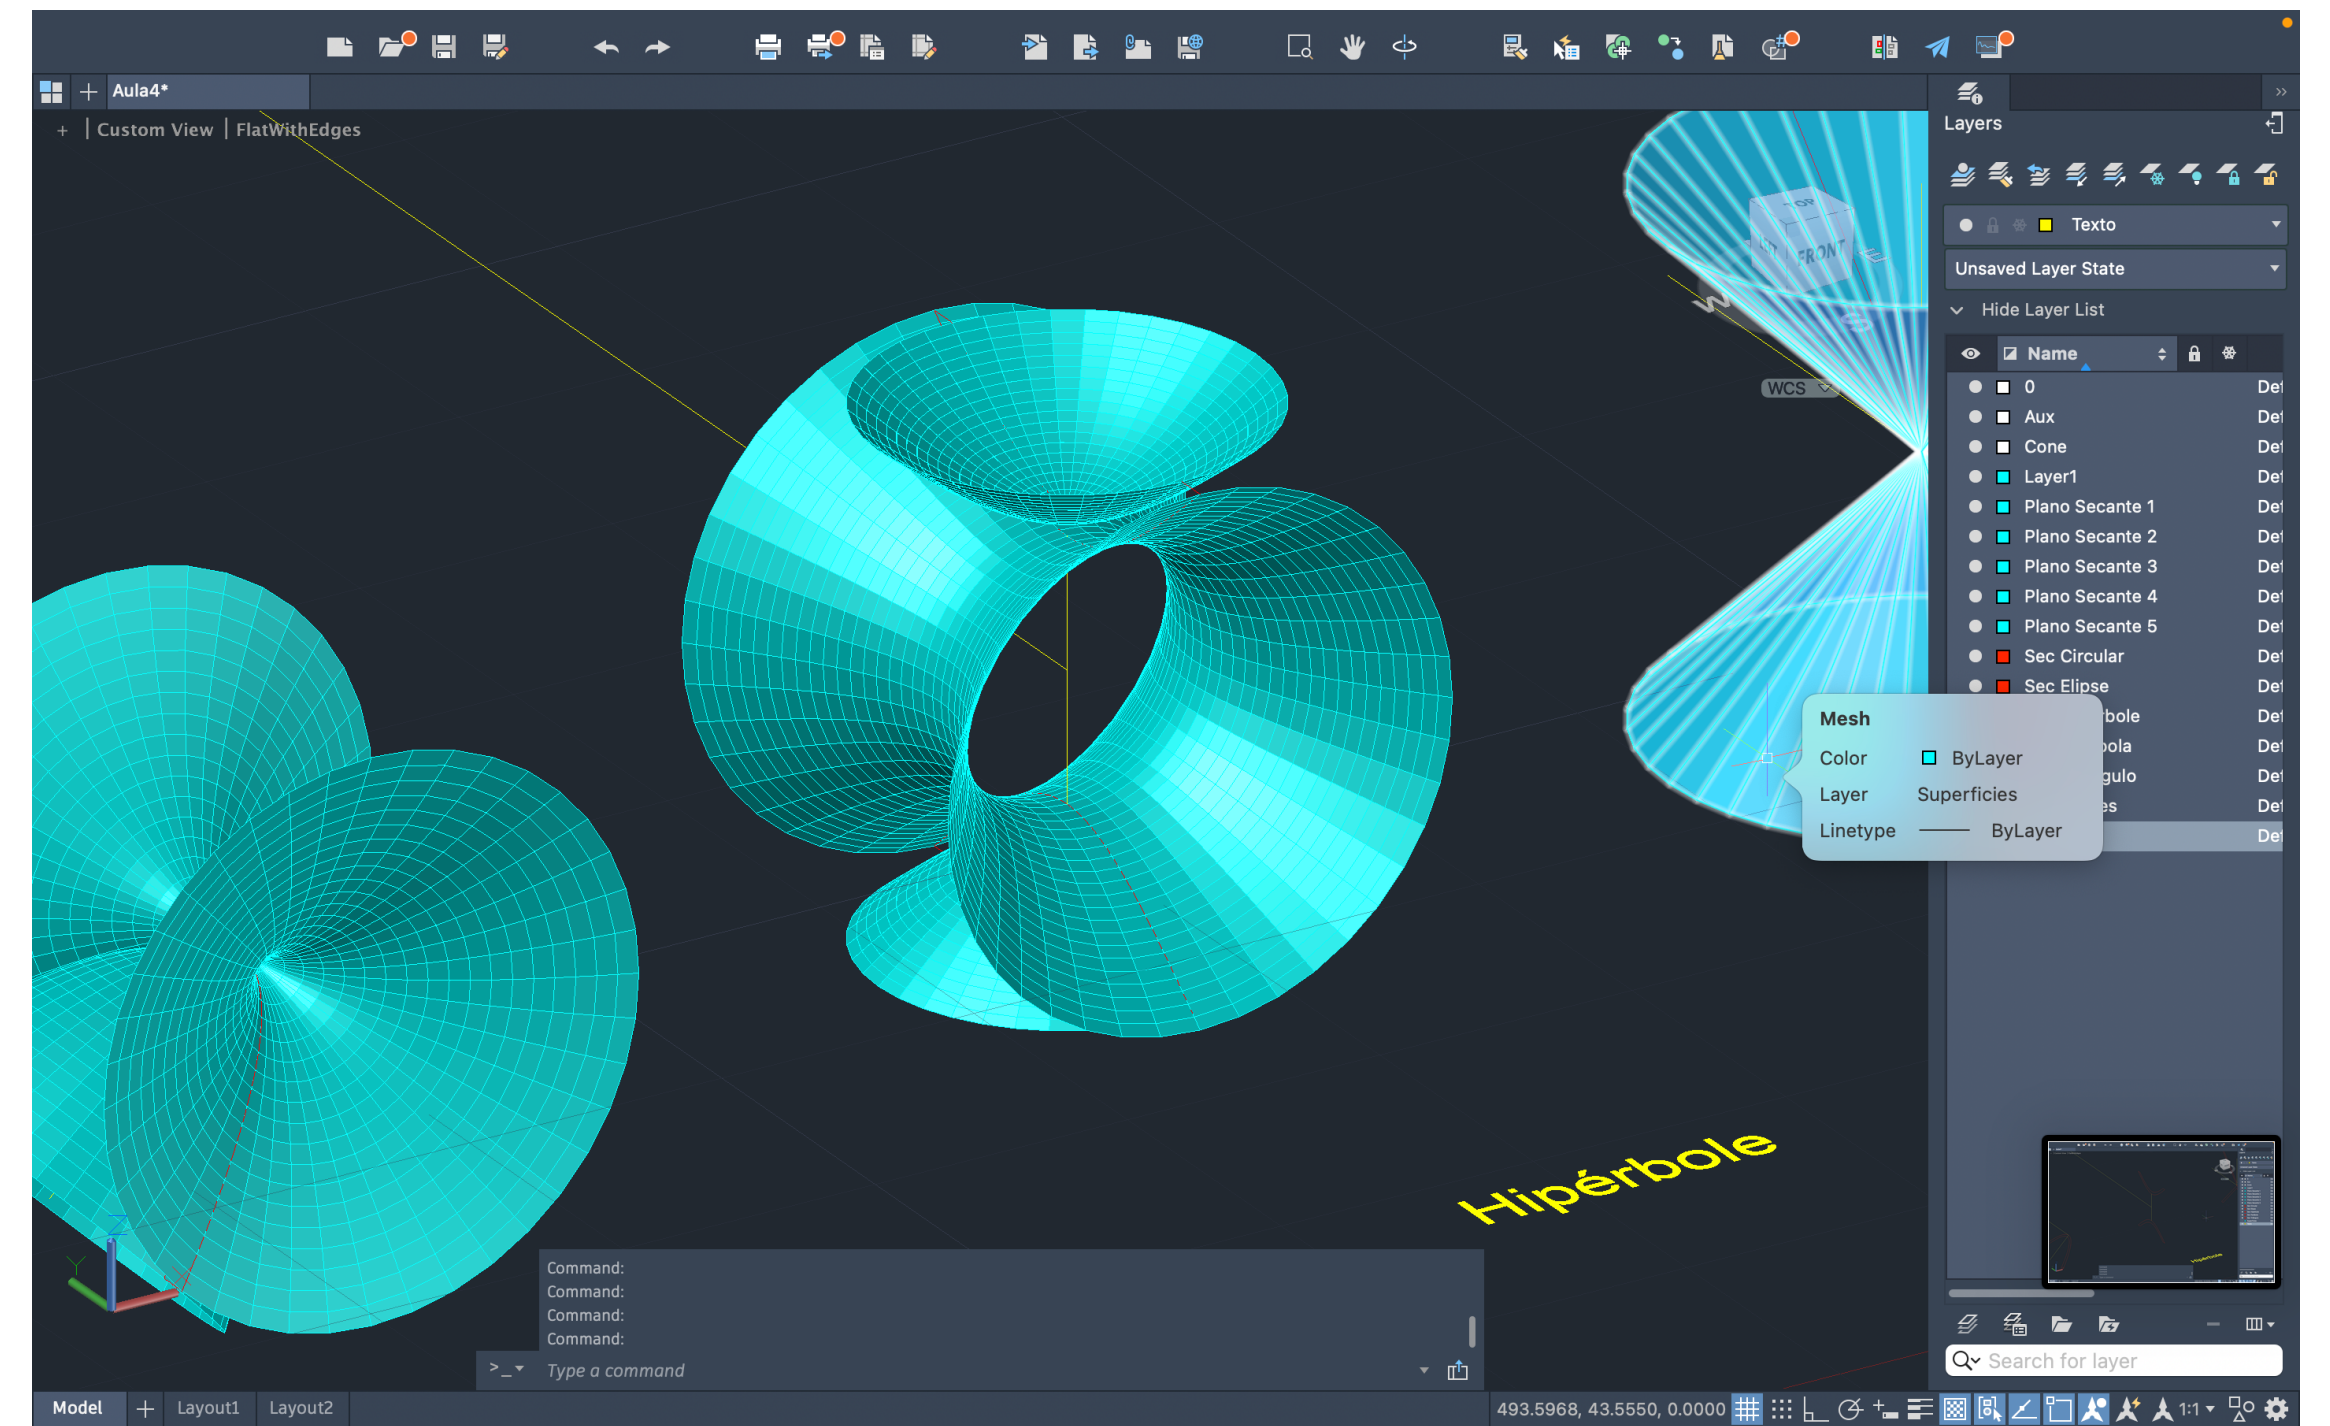 Aula4*
Custom View
FlatWithEdges
Layers
Texto
Unsaved Layer State
Hide Layer List
Name
0
Aux
Cone
Layer1
Plano Secante 1
Plano Secante 2
Plano Secante 3
Plano Secante 4
Plano Secante 5
Sec Circular
Sec Elipse
TOP
FRONT
W
S
WCS
Mesh
Color ByLayer
Layer Superficies
Linetype ByLayer
Hipérbole
Z
Y
X
Command:
Command:
Command:
Command:
>_ Type a command
Search for layer
Model
Layout1
Layout2
493.5968, 43.5550, 0.0000
1:1